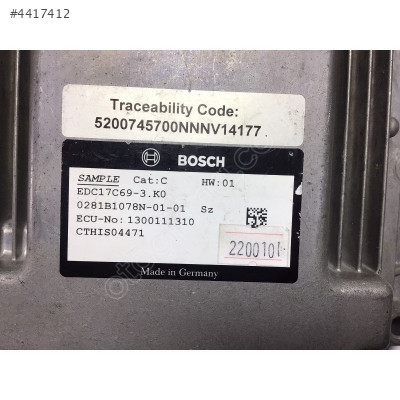 #4417412
Traceability Code:
5200745700NNNV14177
BOSCH
SAMPLE Cat:C HW:01
EDC17C69-3.K0
0281B1078N-01-01 Sz
ECU-No:1300111310
CTHIS04471
2200101
Made in Germany